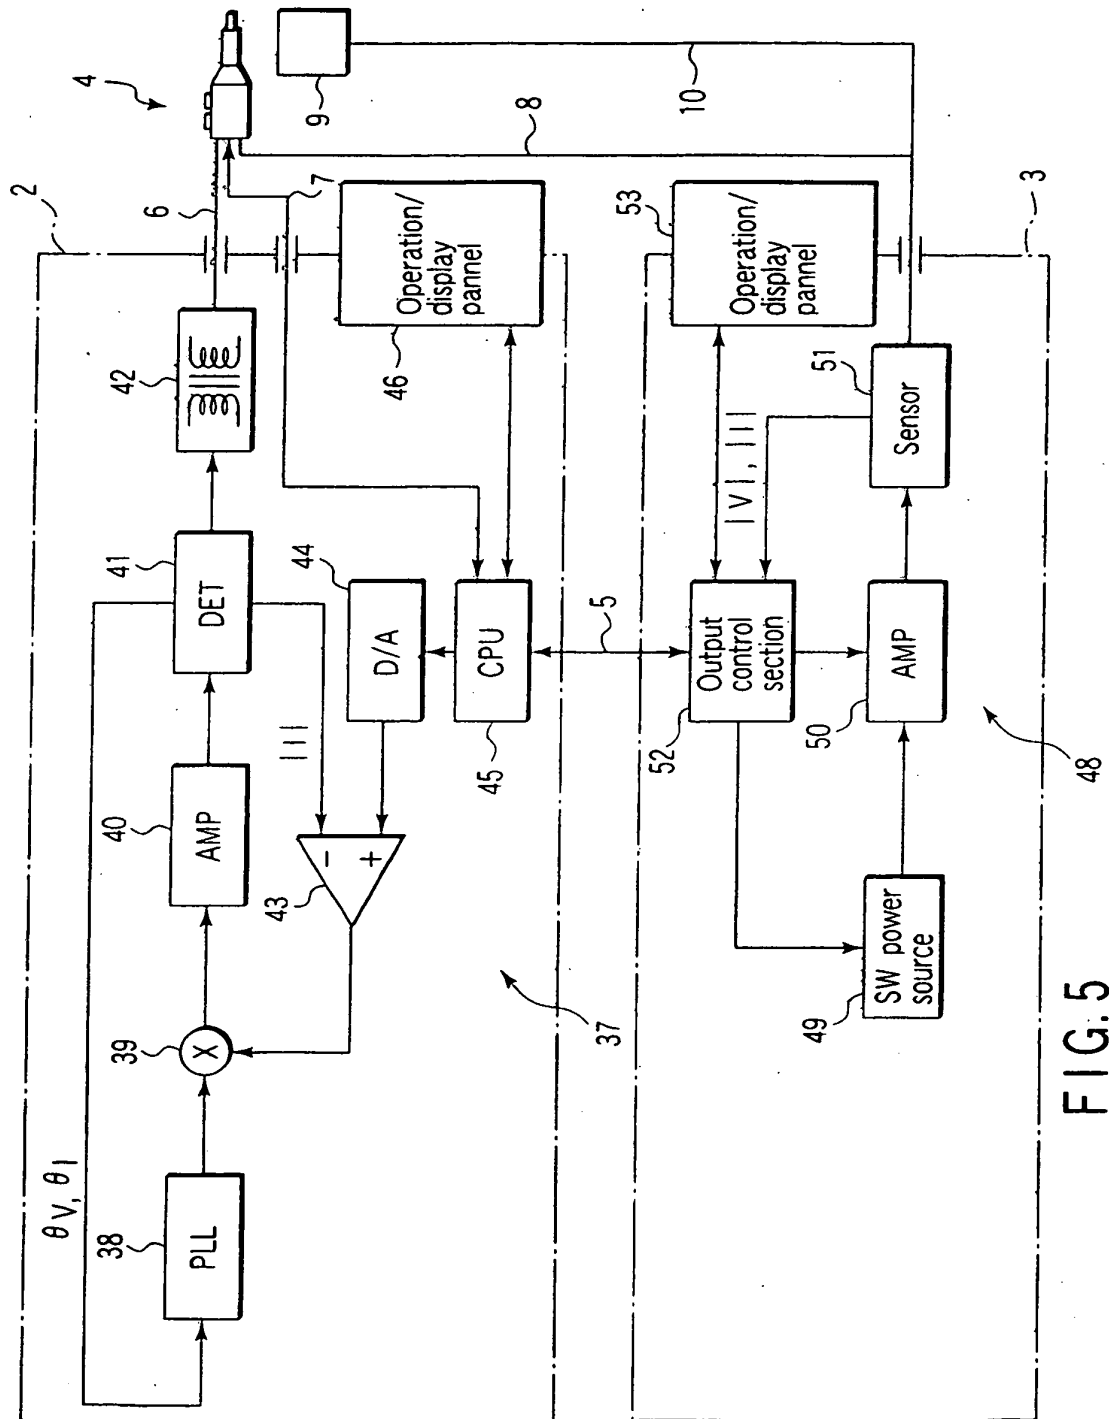 2
4
6
7
8
9
10
42
41
DET
40
AMP
39
X
38
PLL
θV, θI
|I|
43
−
+
44
D/A
45
CPU
46
Operation/
display
pannel
37
5
3
53
Operation/
display
pannel
|V|, |I|
51
Sensor
52
Output
control
section
50
AMP
49
SW power
source
48
FIG. 5